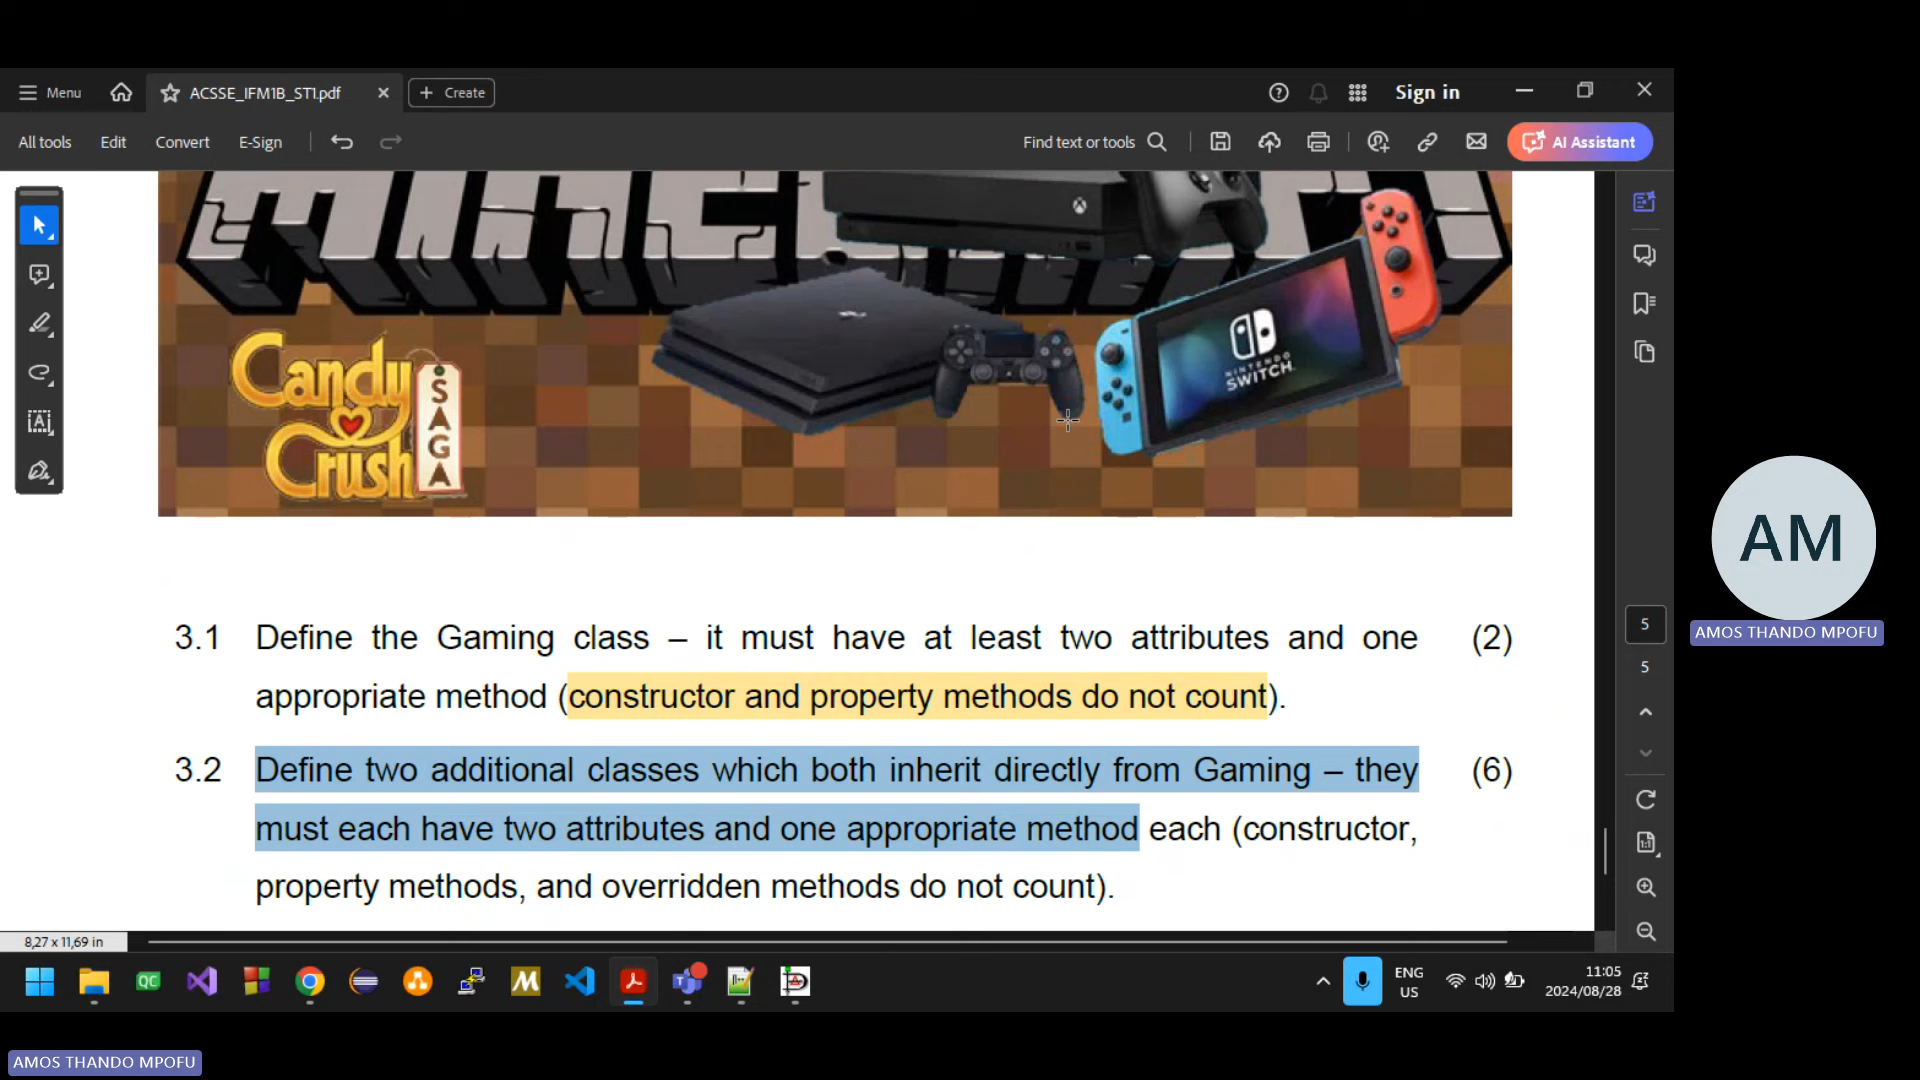 Menu
ACSSE_IFM1B_ST1.pdf
Create
Sign in
All tools
Edit
Convert
E-Sign
Find text or tools
AI Assistant
MINECRAFT
Candy
Crush
SAGA
NINTENDO
SWITCH
3.1 Define the Gaming class – it must have at least two attributes and one (2)
appropriate method (constructor and property methods do not count).
3.2 Define two additional classes which both inherit directly from Gaming – they (6)
must each have two attributes and one appropriate method each (constructor,
property methods, and overridden methods do not count).
5
5
8,27 x 11,69 in
QC
M
ENG
US
11:05
2024/08/28
AM
AMOS THANDO MPOFU
AMOS THANDO MPOFU